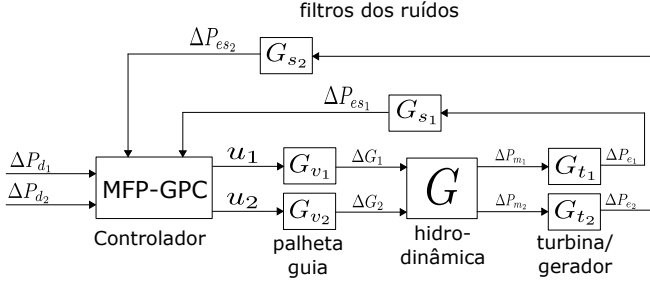 filtros dos ruídos
ΔP_{es_2}
G_{s_2}
ΔP_{es_1}
G_{s_1}
ΔP_{d_1}
ΔP_{d_2}
MFP-GPC
u_1
u_2
G_{v_1}
G_{v_2}
ΔG_1
ΔG_2
G
ΔP_{m_1}
ΔP_{m_2}
G_{t_1}
G_{t_2}
ΔP_{e_1}
ΔP_{e_2}
Controlador
palheta
guia
hidro-
dinâmica
turbina/
gerador